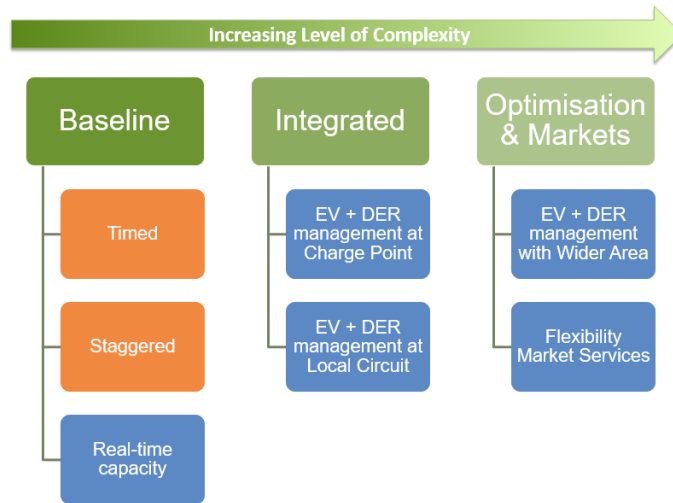 Increasing Level of Complexity
Baseline
Timed
Staggered
Real-time
capacity
Integrated
EV + DER
management at
Charge Point
EV + DER
management at
Local Circuit
Optimisation
& Markets
EV + DER
management
with Wider Area
Flexibility
Market Services